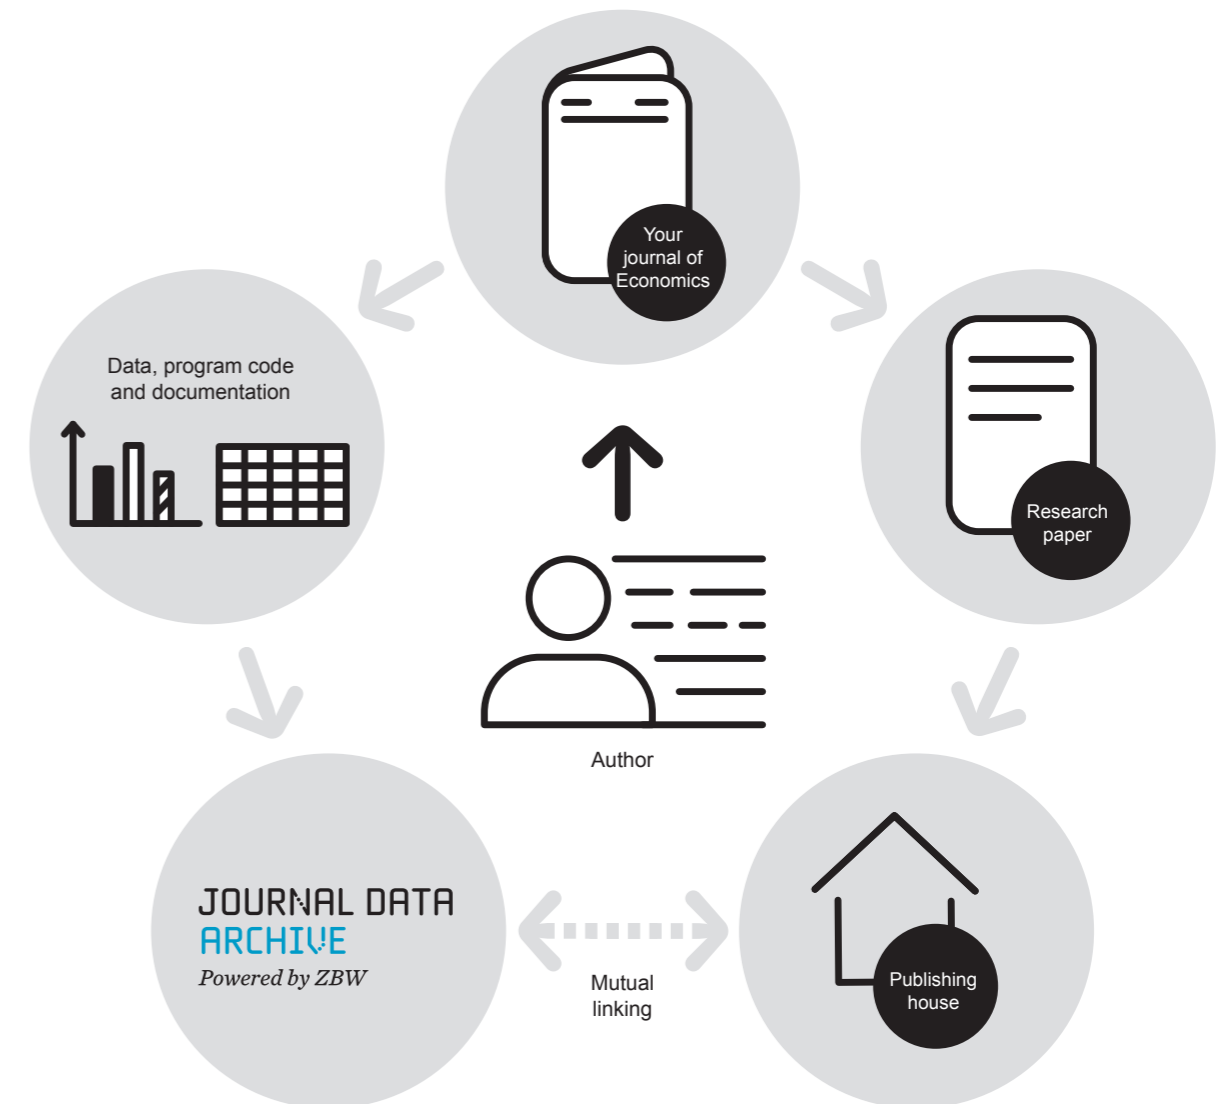 Your
journal of
Economics
Data, program code
and documentation
Research
paper
Author
JOURNAL DATA
ARCHIVE
Powered by ZBW
Mutual
linking
Publishing
house